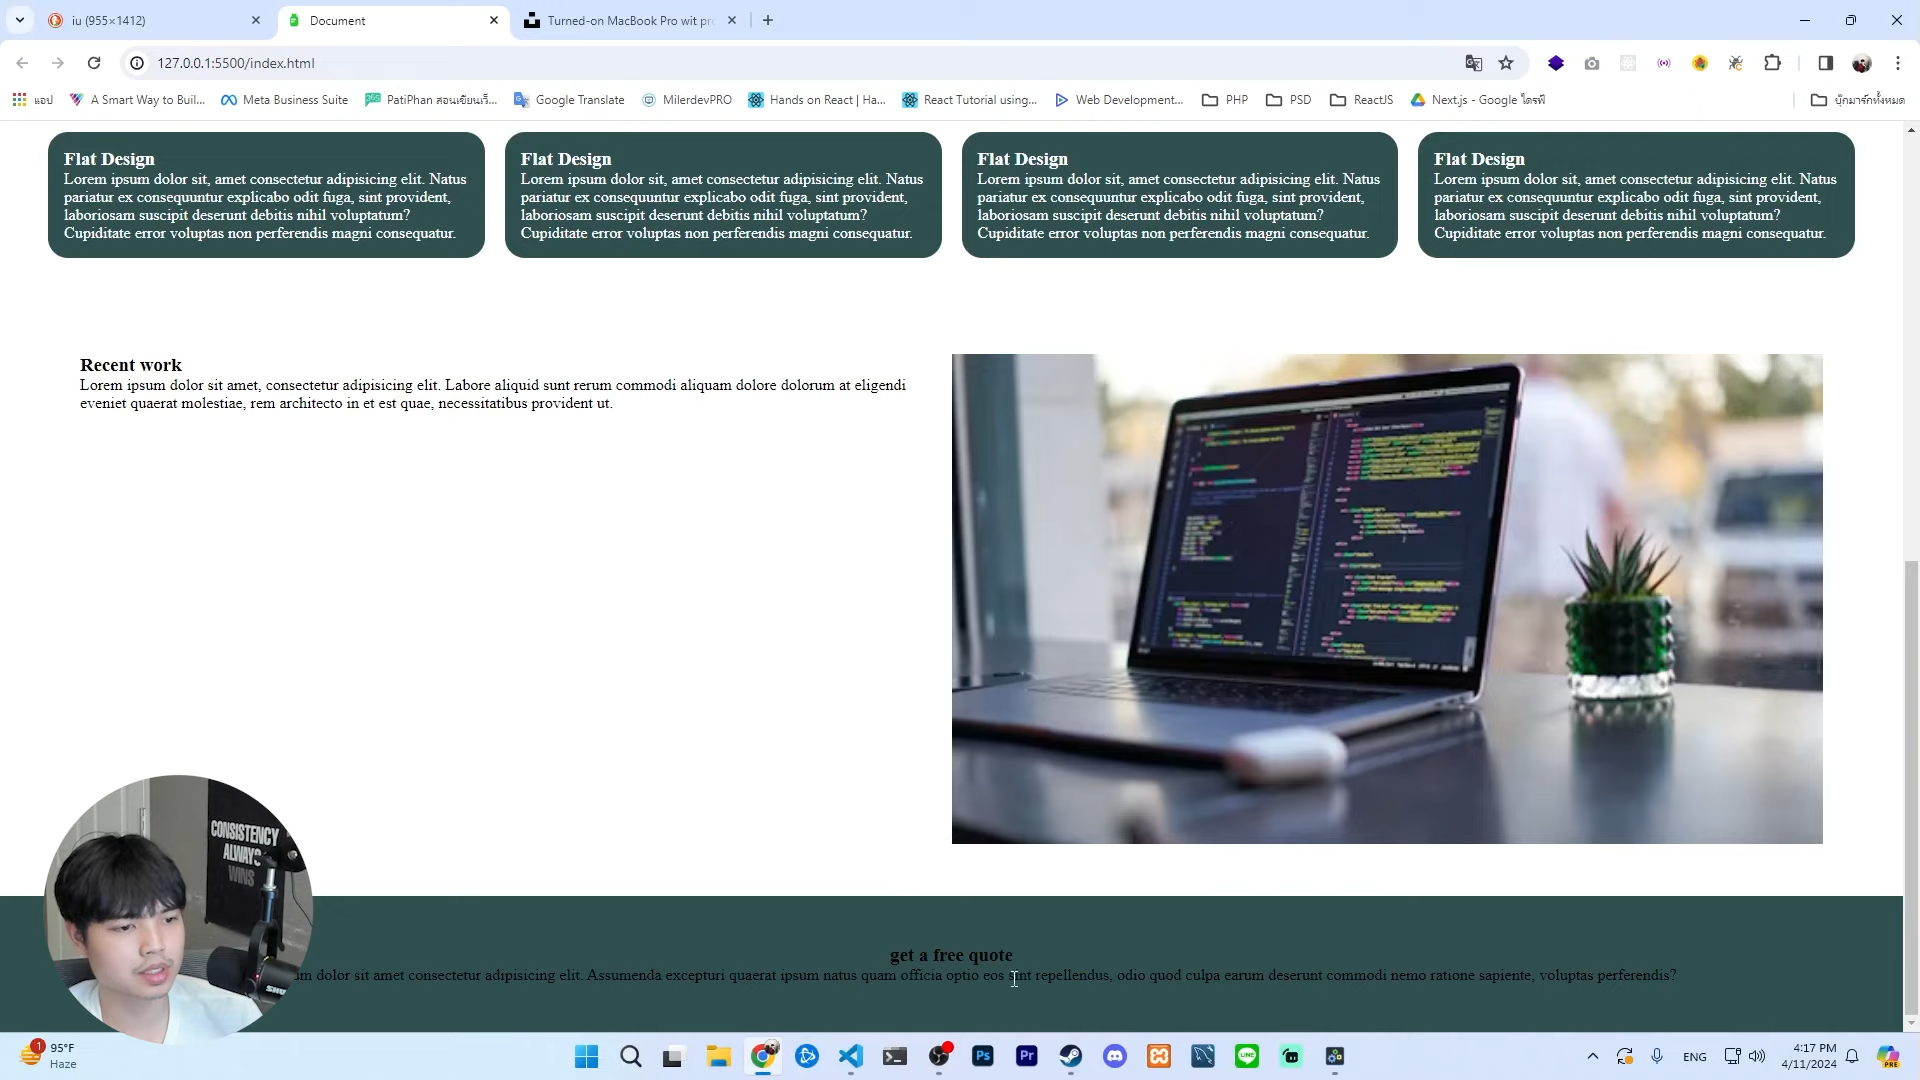 iu (955×1412)
Document
Turned-on MacBook Pro wit pr
127.0.0.1:5500/index.html
แอป
A Smart Way to Buil...
Meta Business Suite
PatiPhan สอนเขียนเว็...
Google Translate
MilerdevPRO
Hands on React | Ha...
React Tutorial using...
Web Development...
PHP
PSD
ReactJS
Next.js - Google ไดรฟ์
บุ๊กมาร์กทั้งหมด
Flat Design
Lorem ipsum dolor sit, amet consectetur adipisicing elit. Natus
pariatur ex consequuntur explicabo odit fuga, sint provident,
laboriosam suscipit deserunt debitis nihil voluptatum?
Cupiditate error voluptas non perferendis magni consequatur.
Flat Design
Lorem ipsum dolor sit, amet consectetur adipisicing elit. Natus
pariatur ex consequuntur explicabo odit fuga, sint provident,
laboriosam suscipit deserunt debitis nihil voluptatum?
Cupiditate error voluptas non perferendis magni consequatur.
Flat Design
Lorem ipsum dolor sit, amet consectetur adipisicing elit. Natus
pariatur ex consequuntur explicabo odit fuga, sint provident,
laboriosam suscipit deserunt debitis nihil voluptatum?
Cupiditate error voluptas non perferendis magni consequatur.
Flat Design
Lorem ipsum dolor sit, amet consectetur adipisicing elit. Natus
pariatur ex consequuntur explicabo odit fuga, sint provident,
laboriosam suscipit deserunt debitis nihil voluptatum?
Cupiditate error voluptas non perferendis magni consequatur.
Recent work
Lorem ipsum dolor sit amet, consectetur adipisicing elit. Labore aliquid sunt rerum commodi aliquam dolore dolorum at eligendi
eveniet quaerat molestiae, rem architecto in et est quae, necessitatibus provident ut.
CONSISTENCY
ALWAYS
WINS
get a free quote
dolor sit amet consectetur adipisicing elit. Assumenda excepturi quaerat ipsum natus quam officia optio eos sint repellendus, odio quod culpa earum deserunt commodi nemo ratione sapiente, voluptas perferendis?
1
95°F
Haze
Ps
Pr
LINE
ENG
4:17 PM
4/11/2024
PRE